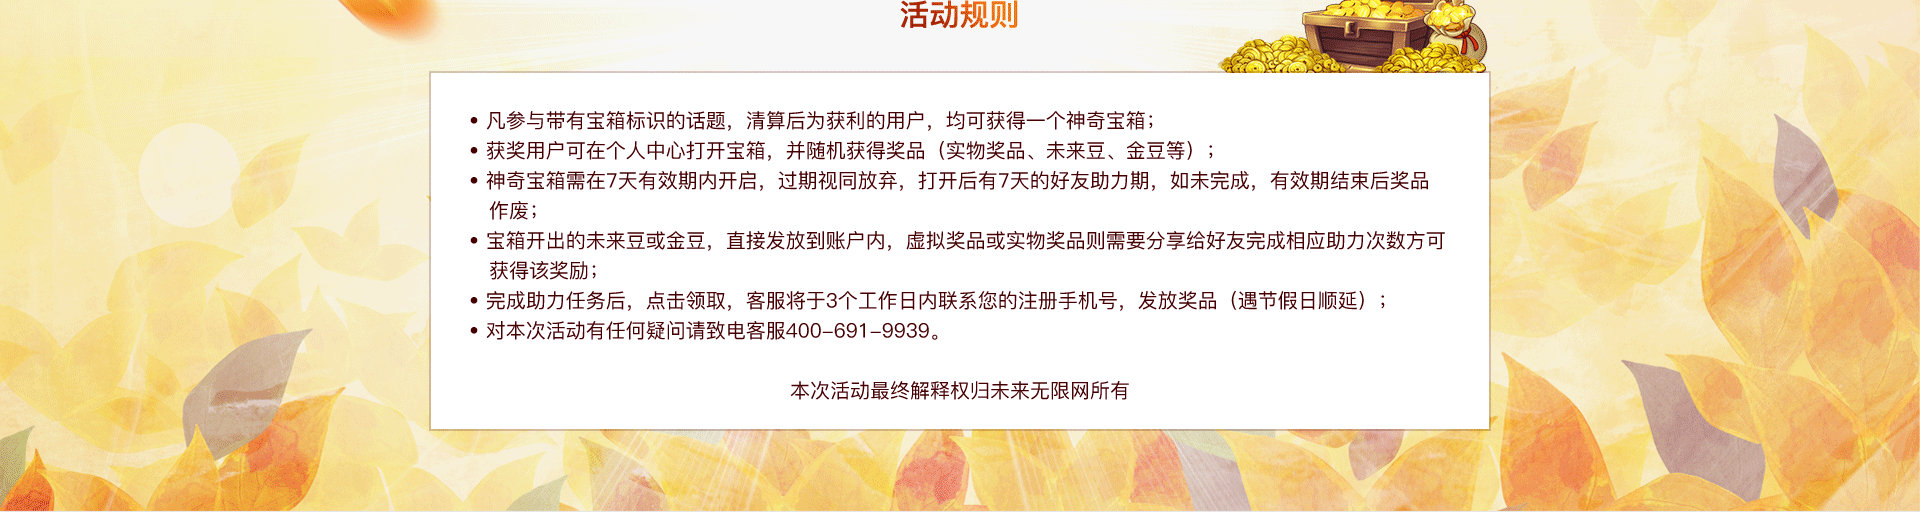 活动规则
• 凡参与带有宝箱标识的话题，清算后为获利的用户，均可获得一个神奇宝箱；
• 获奖用户可在个人中心打开宝箱，并随机获得奖品（实物奖品、未来豆、金豆等）；
• 神奇宝箱需在7天有效期内开启，过期视同放弃，打开后有7天的好友助力期，如未完成，有效期结束后奖品
作废；
• 宝箱开出的未来豆或金豆，直接发放到账户内，虚拟奖品或实物奖品则需要分享给好友完成相应助力次数方可
获得该奖励；
• 完成助力任务后，点击领取，客服将于3个工作日内联系您的注册手机号，发放奖品（遇节假日顺延）；
• 对本次活动有任何疑问请致电客服400-691-9939。
本次活动最终解释权归未来无限网所有